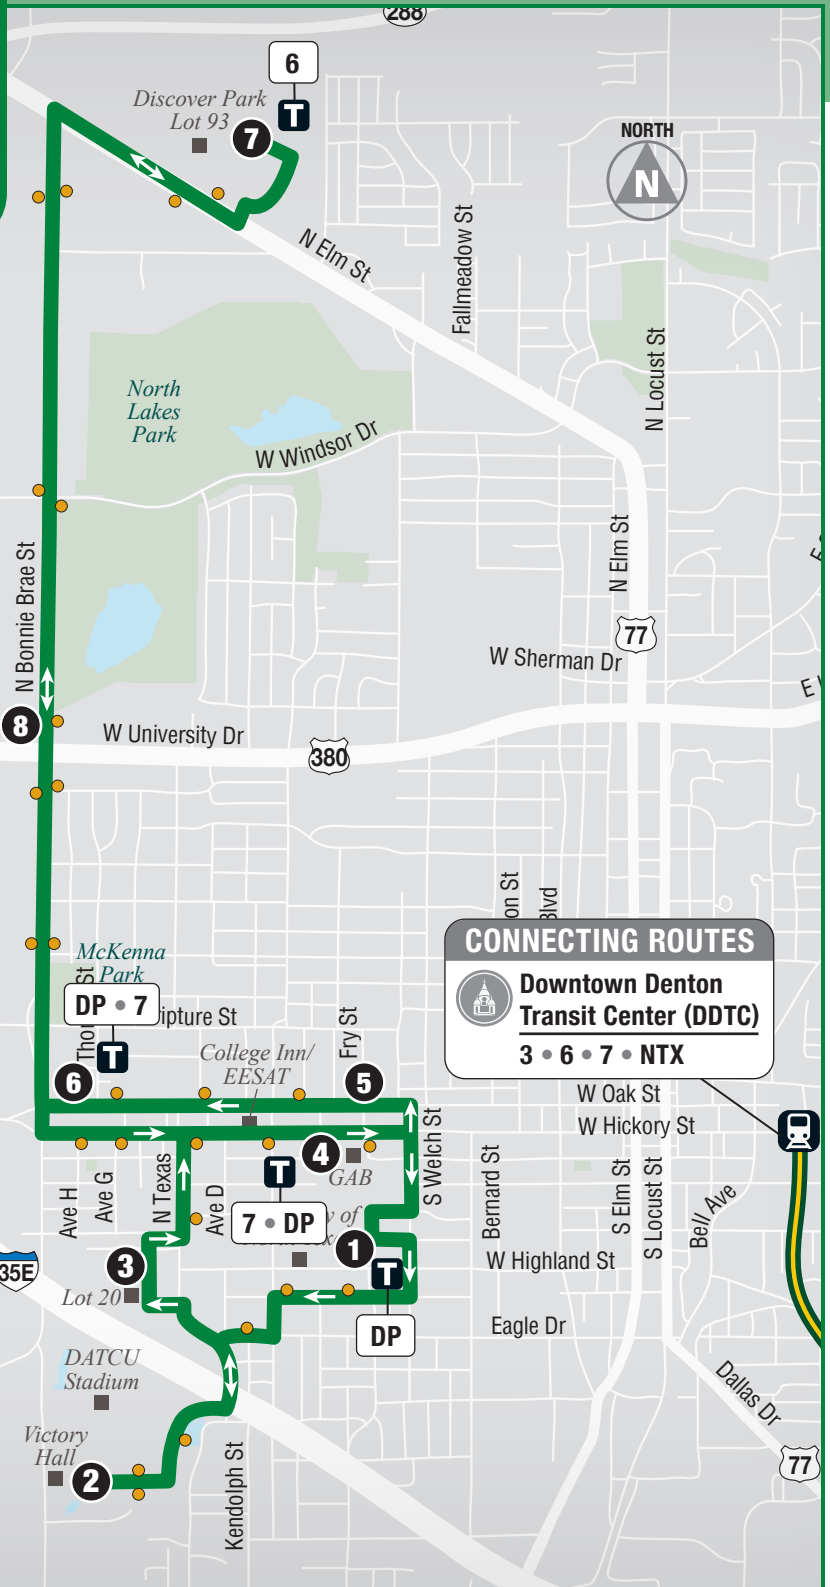 288
6
Discover Park
Lot 93
T
7
NORTH
N
N Elm St
Fallmeadow St
N Locust St
North
Lakes
Park
W Windsor Dr
N Elm St
N Bonnie Brae St
77
W Sherman Dr
8
W University Dr
380
on St
Blvd
CONNECTING ROUTES
Downtown Denton
Transit Center (DDTC)
3 • 6 • 7 • NTX
McKenna
Park
DP • 7
ripture St
T
Fry St
College Inn/
EESAT
6
5
W Oak St
W Hickory St
S Welch St
4
GAB
T
Ave H
Ave G
N Texas
Ave D
7 • DP
y of
Bernard St
S Elm St
S Locust St
Bell Ave
1
W Highland St
35E
3
Lot 20
T
DP
Eagle Dr
DATCU
Stadium
Dallas Dr
Victory
Hall
2
Kendolph St
77